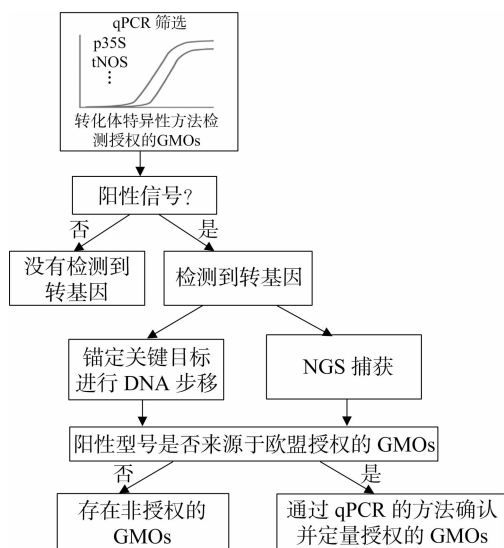 qPCR 筛选
p35S
tNOS
⋮
转化体特异性方法检
测授权的GMOs
阳性信号?
否
是
没有检测到
转基因
检测到转基因
锚定关键目标
进行 DNA 步移
NGS 捕获
阳性型号是否来源于欧盟授权的 GMOs
否
是
存在非授权的
GMOs
通过 qPCR 的方法确认
并定量授权的 GMOs